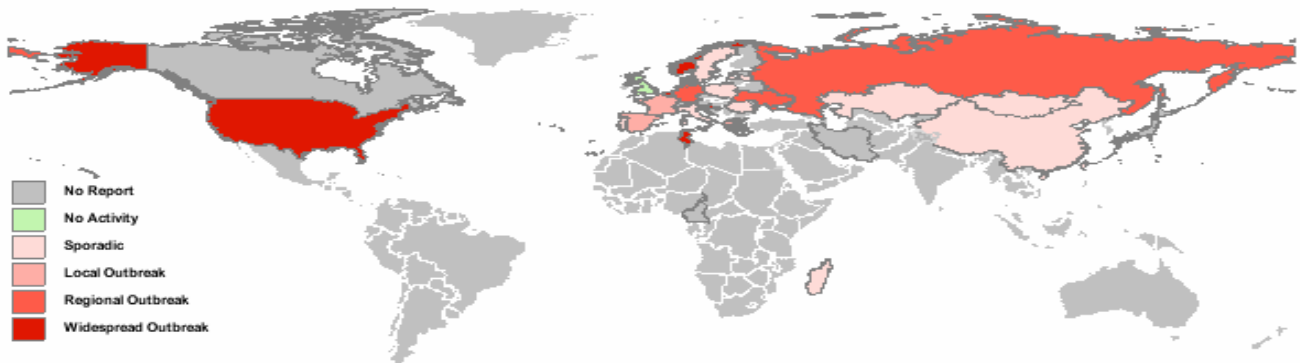 No Report
No Activity
Sporadic
Local Outbreak
Regional Outbreak
Widespread Outbreak